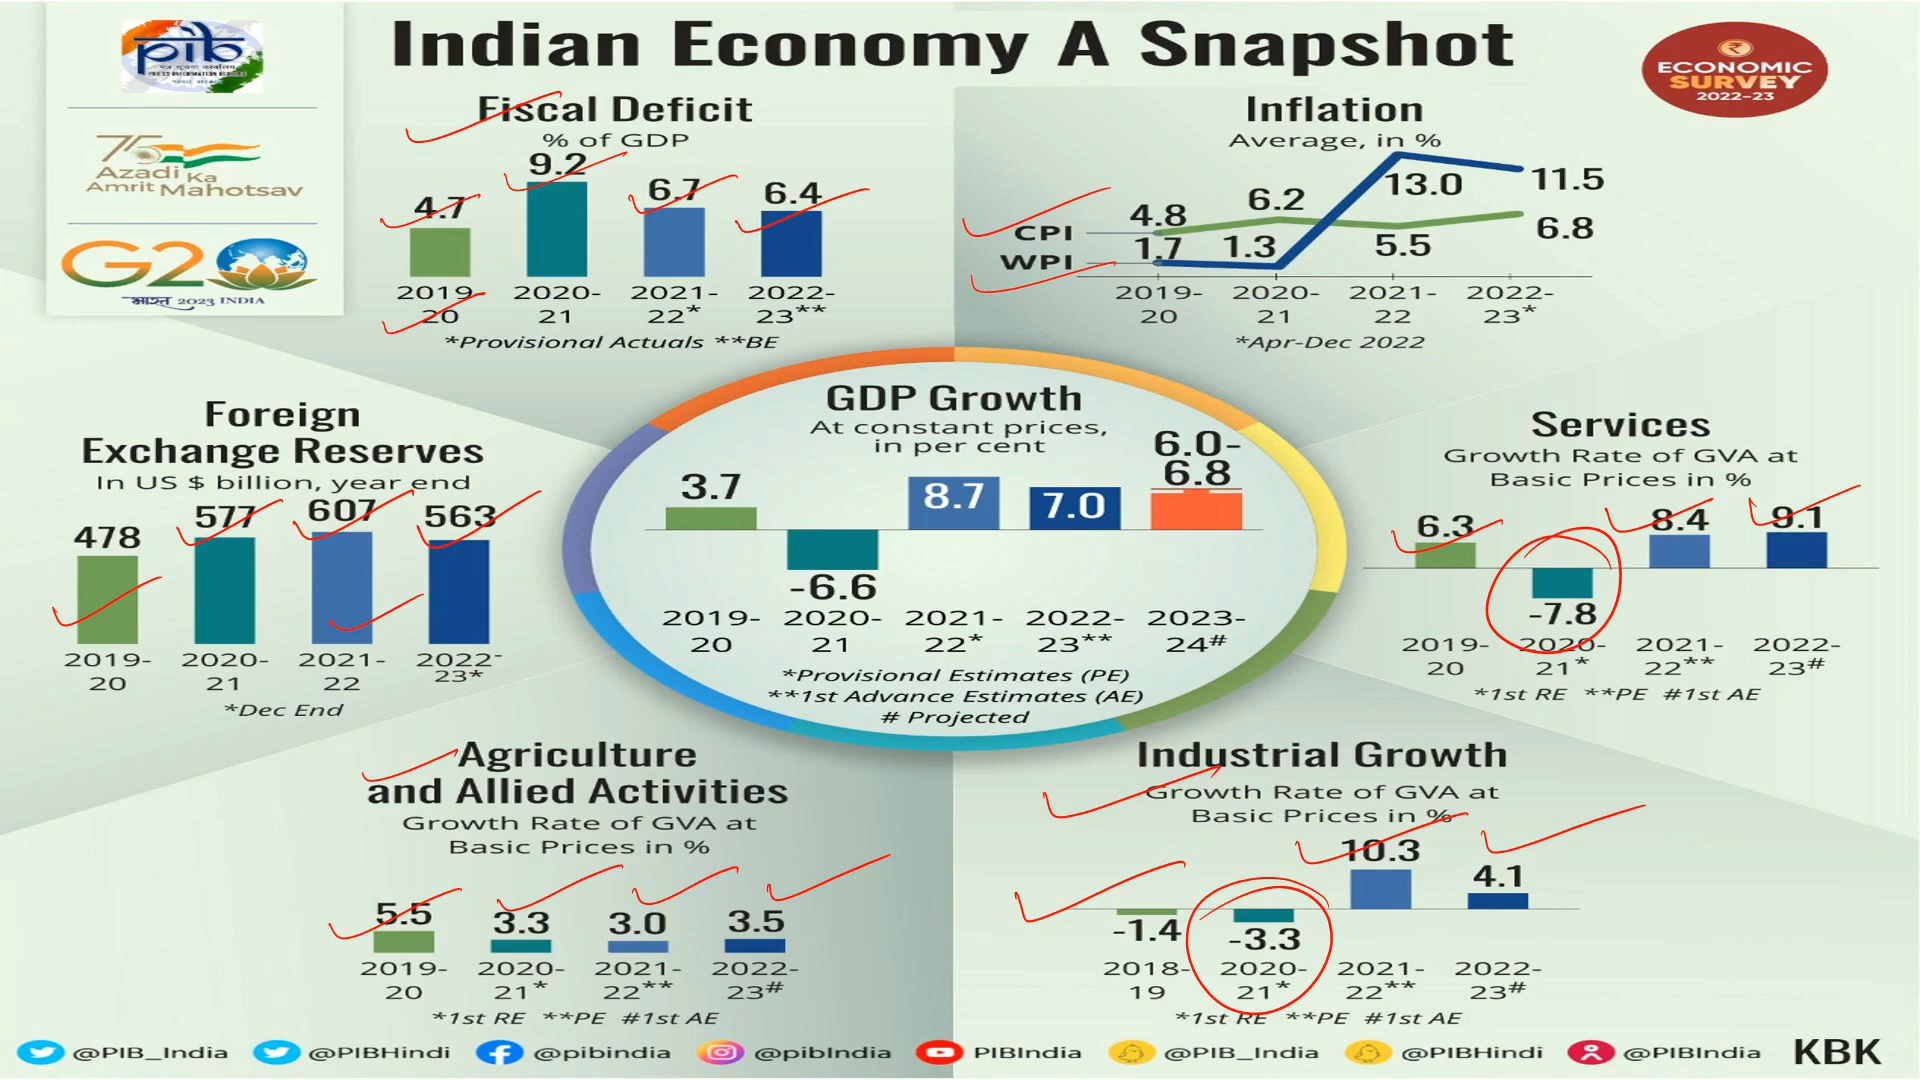 Indian Economy A Snapshot
pib
PRESS INFORMATION BUREAU
75
Azadi Ka
Amrit Mahotsav
G20
भारत 2023 INDIA
ECONOMIC
SURVEY
2022-23
Fiscal Deficit
% of GDP
4.7 9.2 6.7 6.4
2019- 2020- 2021- 2022-
20 21 22* 23**
*Provisional Actuals **BE
Inflation
Average, in %
CPI 4.8 6.2 5.5 6.8
WPI 1.7 1.3 13.0 11.5
2019- 2020- 2021- 2022-
20 21 22 23*
*Apr-Dec 2022
Foreign
Exchange Reserves
In US $ billion, year end
478 577 607 563
2019- 2020- 2021- 2022-
20 21 22 23*
*Dec End
GDP Growth
At constant prices,
in per cent
3.7 -6.6 8.7 7.0 6.0-
6.8
2019- 2020- 2021- 2022- 2023-
20 21 22* 23** 24#
*Provisional Estimates (PE)
**1st Advance Estimates (AE)
# Projected
Services
Growth Rate of GVA at
Basic Prices in %
6.3 -7.8 8.4 9.1
2019- 2020- 2021- 2022-
20 21* 22** 23#
*1st RE **PE #1st AE
Agriculture
and Allied Activities
Growth Rate of GVA at
Basic Prices in %
5.5 3.3 3.0 3.5
2019- 2020- 2021- 2022-
20 21* 22** 23#
*1st RE **PE #1st AE
Industrial Growth
Growth Rate of GVA at
Basic Prices in %
-1.4 -3.3 10.3 4.1
2018- 2020- 2021- 2022-
19 21* 22** 23#
*1st RE **PE #1st AE
@PIB_India @PIBHindi @pibindia @pibIndia PIBIndia @PIB_India @PIBHindi @PIBIndia KBK